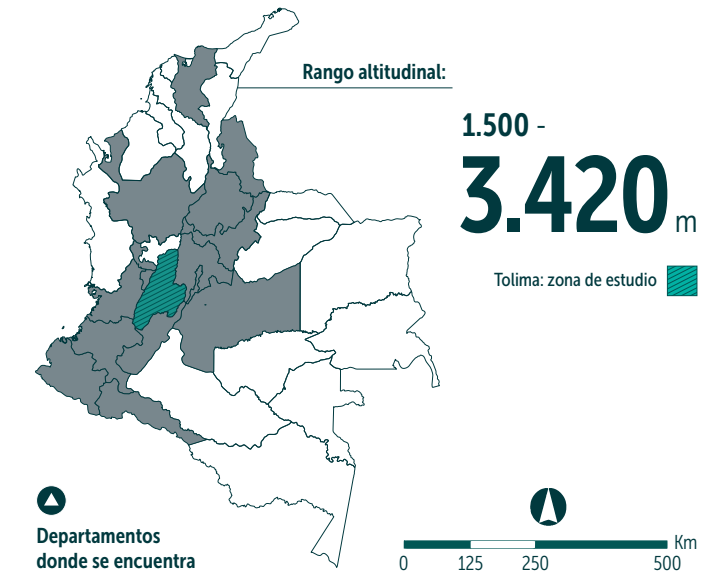 Rango altitudinal:
1.500 -
3.420 m
Tolima: zona de estudio
Departamentos
donde se encuentra
Km
0 125 250 500